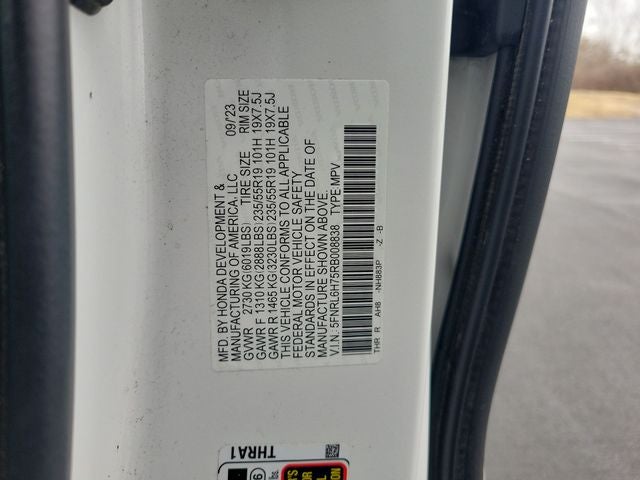 MFD. BY HONDA DEVELOPMENT &
MANUFACTURING OF AMERICA, LLC 09/'23
GVWR 2730 KG(6019LBS) TIRE SIZE RIM SIZE
GAWR F 1310 KG(2888LBS) 235/55R19 101H 19X7.5J
GAWR R 1465 KG(3230LBS) 235/55R19 101H 19X7.5J
THIS VEHICLE CONFORMS TO ALL APPLICABLE
FEDERAL MOTOR VEHICLE SAFETY
STANDARDS IN EFFECT ON THE DATE OF
MANUFACTURE SHOWN ABOVE.
V.I.N.: 5FNRL6H75RB008838 TYPE:MPV
THR R AH8 -NH883P -Z -B
THRA1